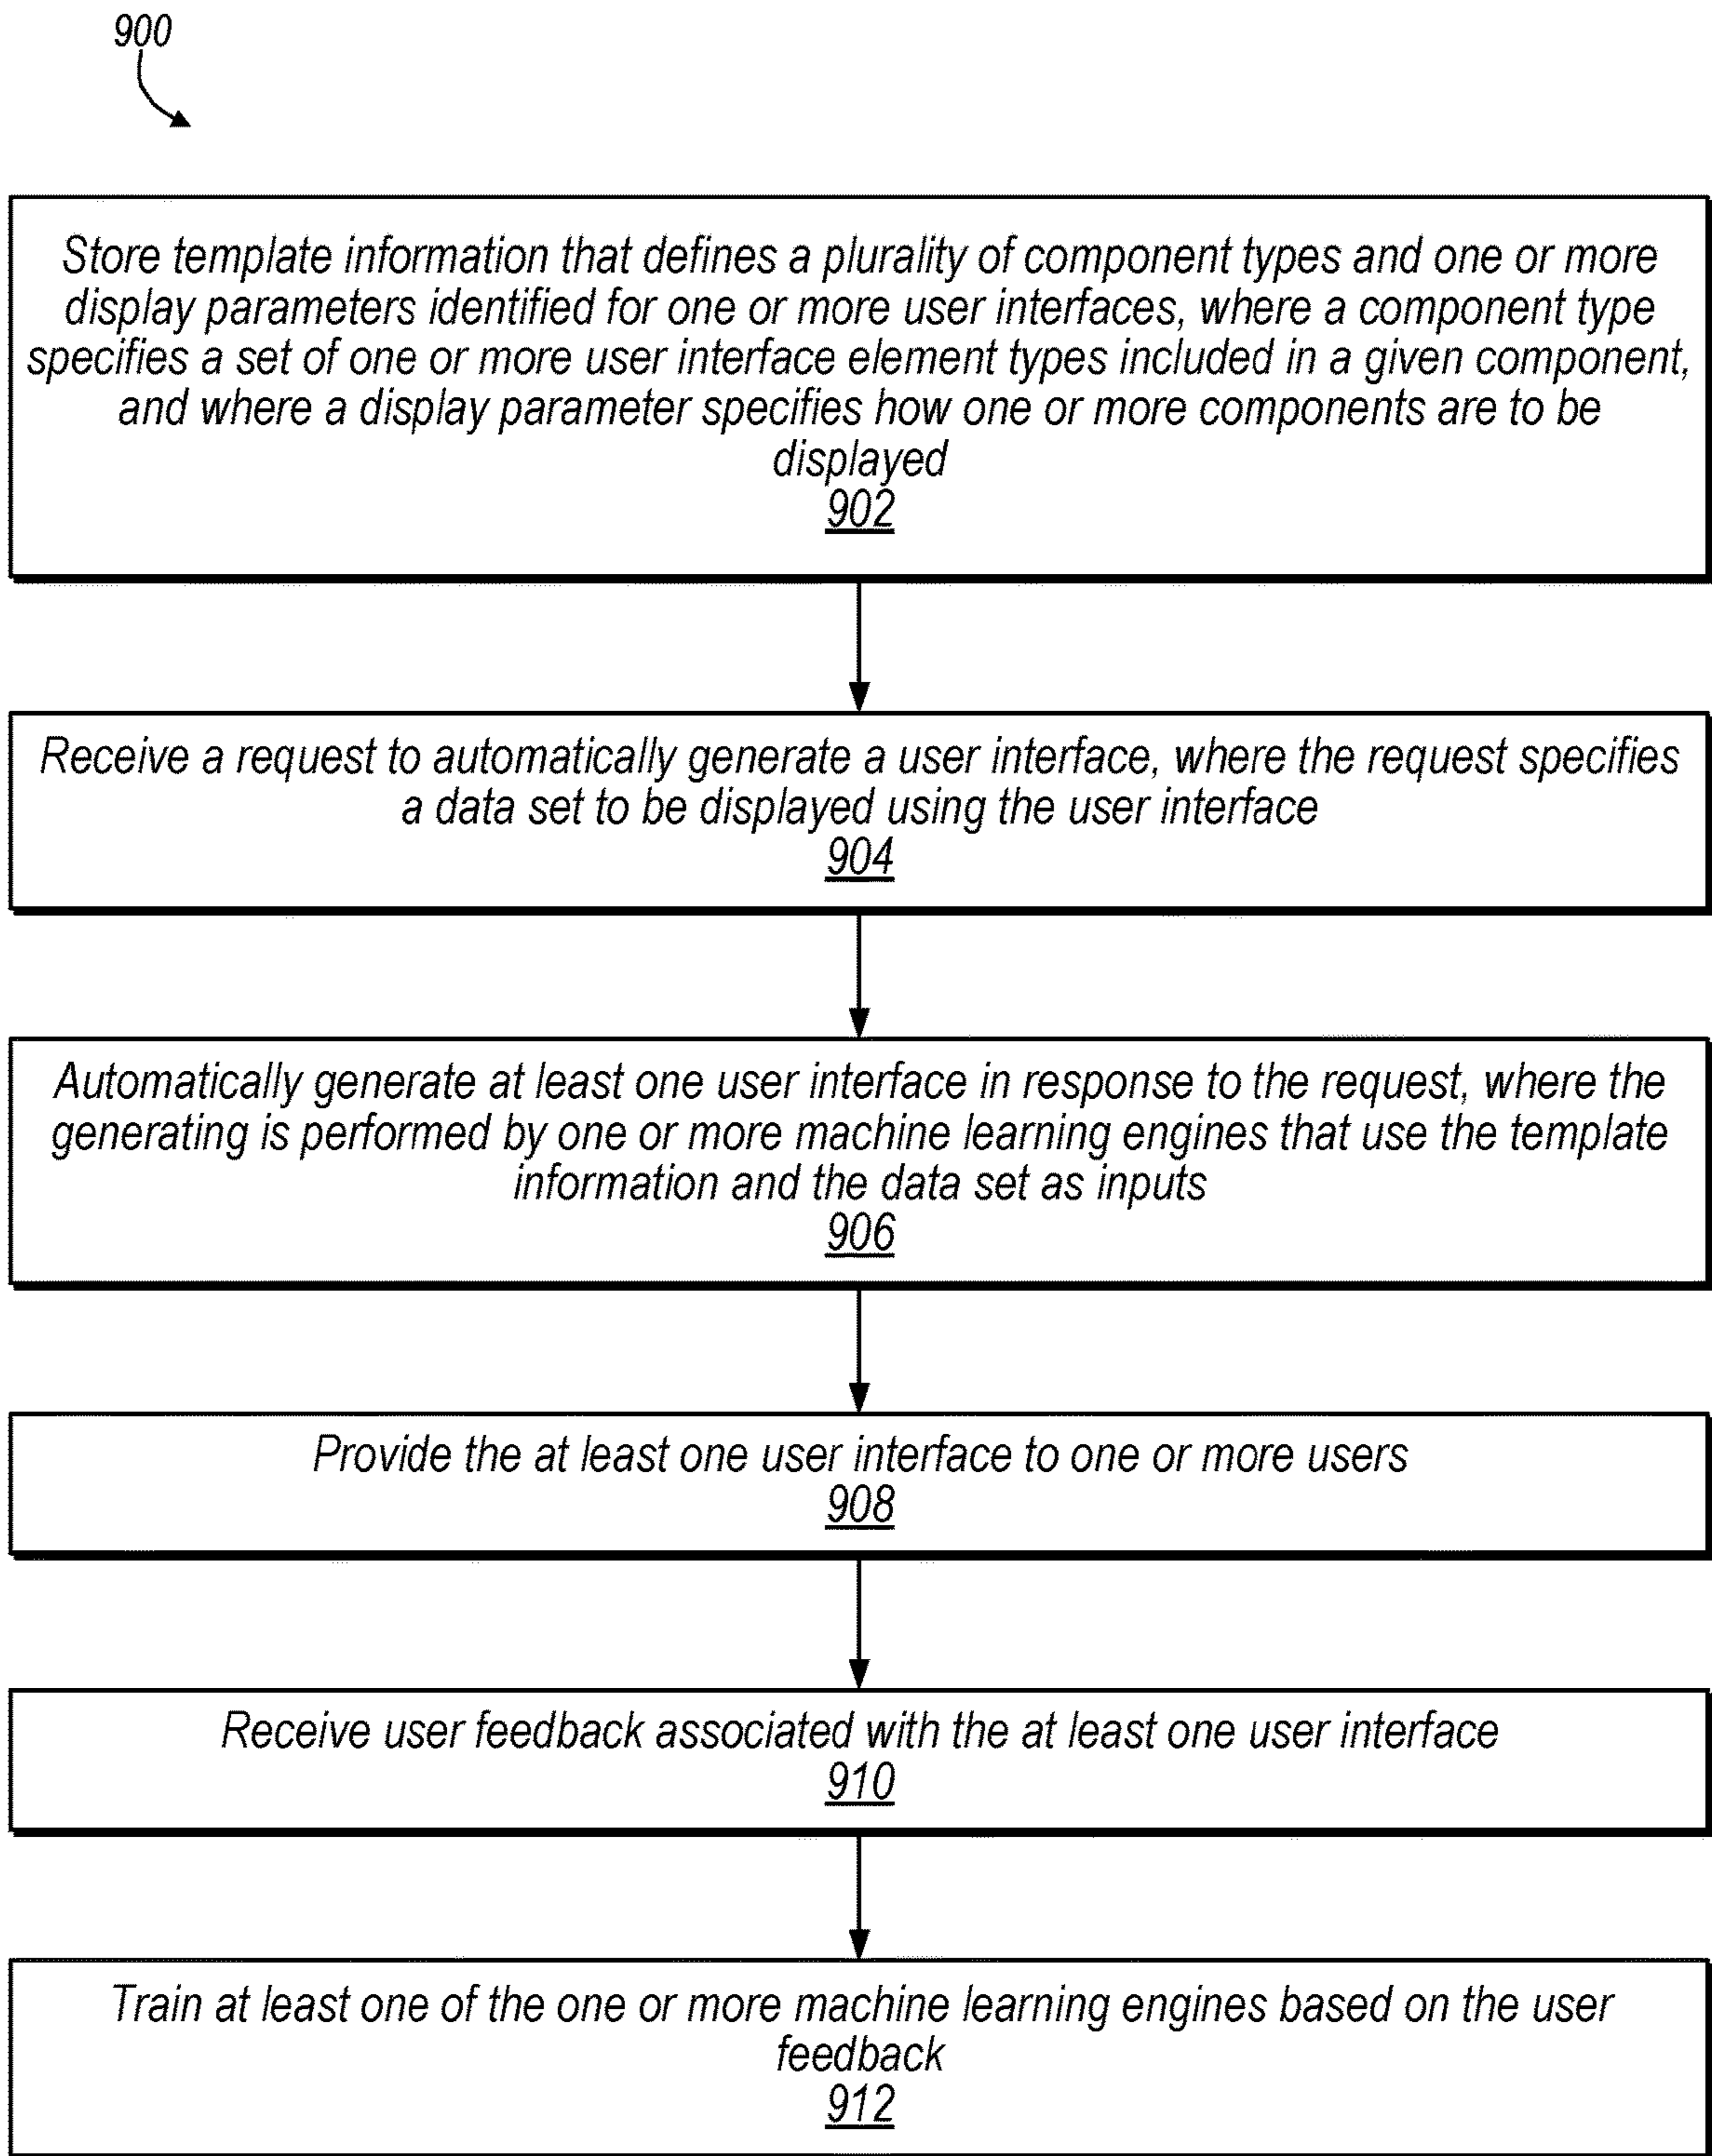 900
Store template information that defines a plurality of component types and one or more
display parameters identified for one or more user interfaces, where a component type
specifies a set of one or more user interface element types included in a given component,
and where a display parameter specifies how one or more components are to be
displayed
902
Receive a request to automatically generate a user interface, where the request specifies
a data set to be displayed using the user interface
904
Automatically generate at least one user interface in response to the request, where the
generating is performed by one or more machine learning engines that use the template
information and the data set as inputs
906
Provide the at least one user interface to one or more users
908
Receive user feedback associated with the at least one user interface
910
Train at least one of the one or more machine learning engines based on the user
feedback
912